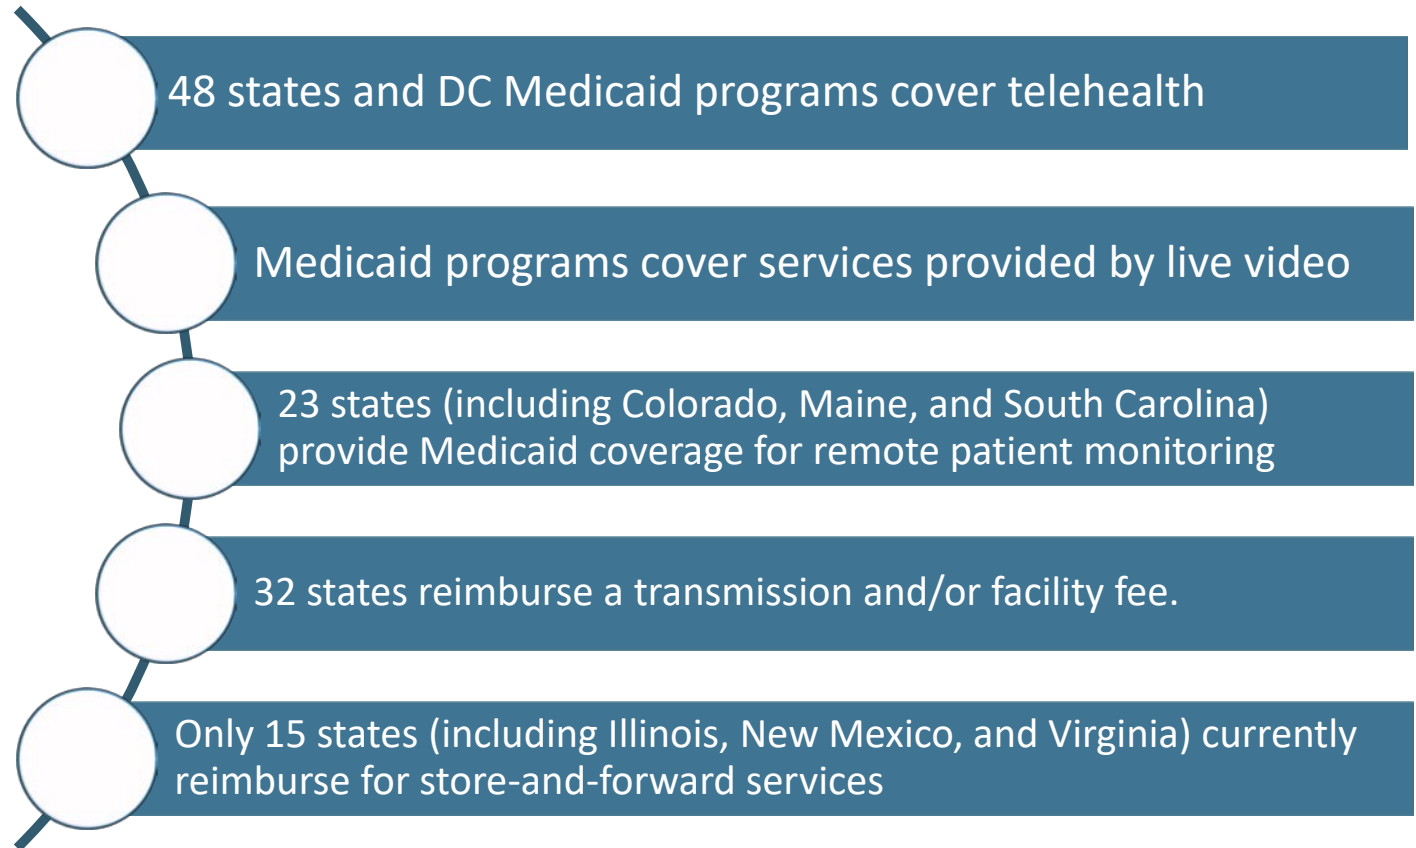 48 states and DC Medicaid programs cover telehealth
Medicaid programs cover services provided by live video
23 states (including Colorado, Maine, and South Carolina)
provide Medicaid coverage for remote patient monitoring
32 states reimburse a transmission and/or facility fee.
Only 15 states (including Illinois, New Mexico, and Virginia) currently
reimburse for store-and-forward services